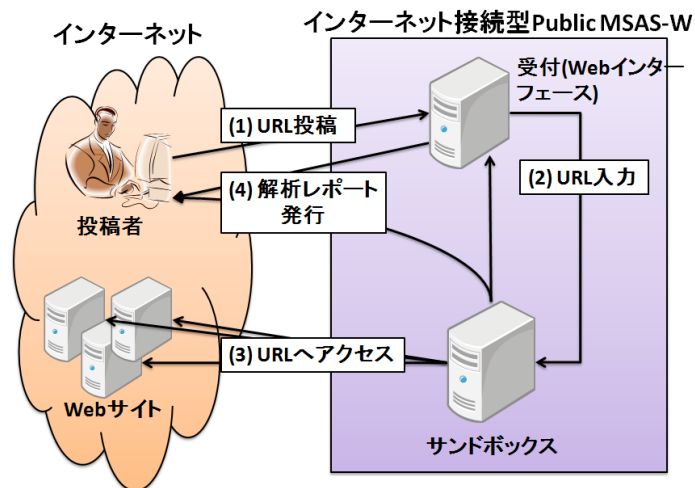 インターネット
インターネット接続型Public MSAS-W
受付(Webインター
フェース)
(1) URL投稿
(2) URL入力
(4) 解析レポート
発行
投稿者
(3) URLへアクセス
Webサイト
サンドボックス